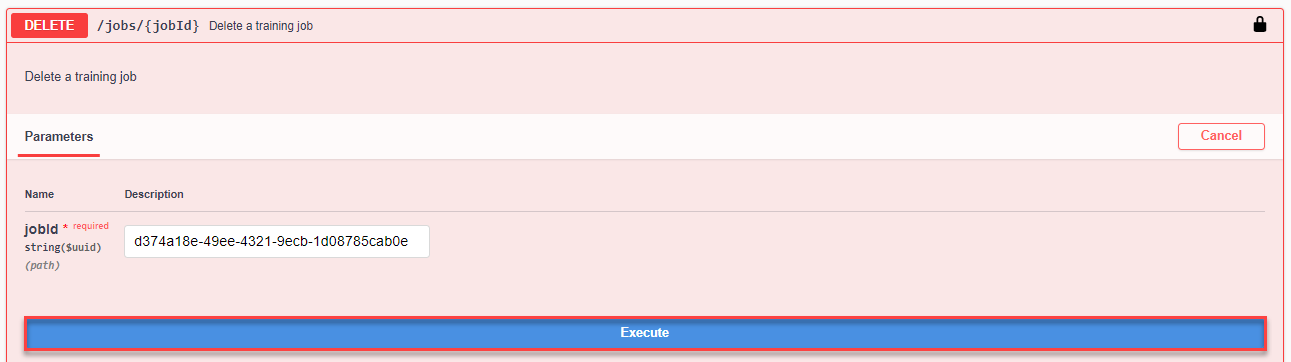 DELETE /jobs/{jobId} Delete a training job
Delete a training job
Parameters Cancel
Name Description
jobId * required
string($uuid) d374a18e-49ee-4321-9ecb-1d08785cab0e
(path)
Execute